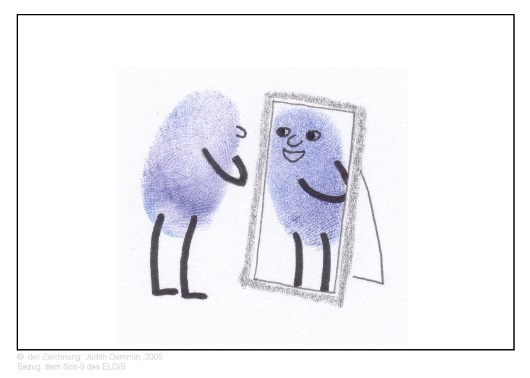 © der Zeichnung: Judith Demmin, 2005
Bezug: Item Soz-9 des ELDiB